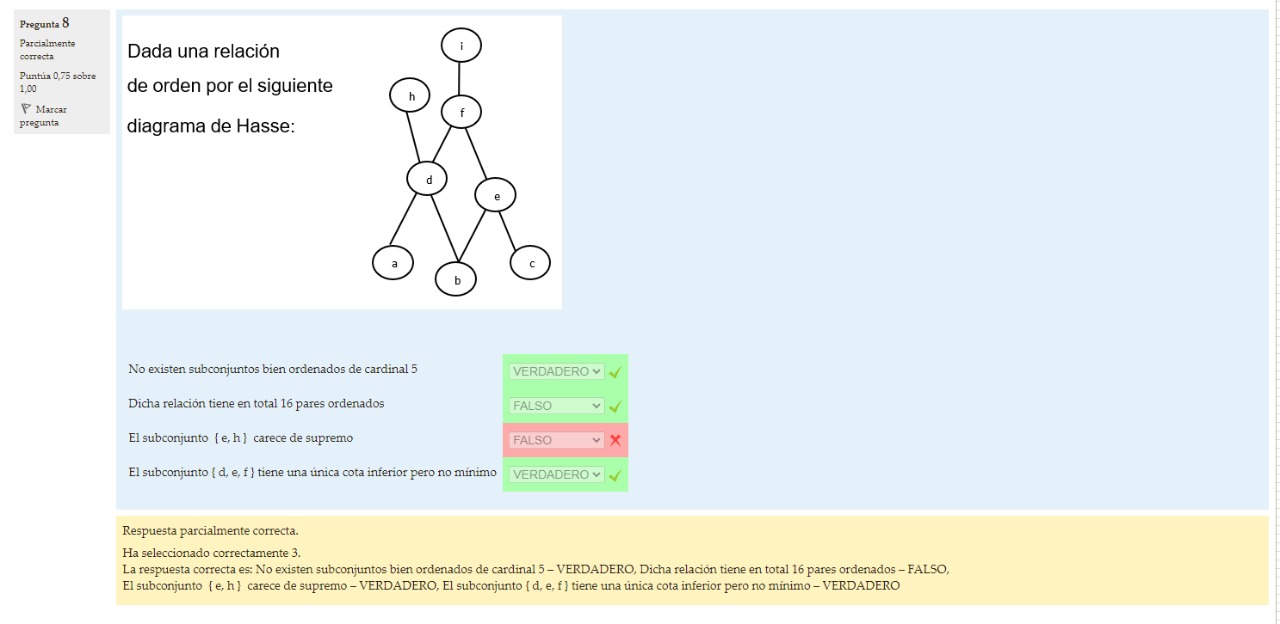 Pregunta 8
Parcialmente
correcta
Puntúa 0,75 sobre
1,00
Marcar
pregunta
Dada una relación
de orden por el siguiente
diagrama de Hasse:
i
h
f
d
e
a
b
c
No existen subconjuntos bien ordenados de cardinal 5
VERDADERO
Dicha relación tiene en total 16 pares ordenados
FALSO
El subconjunto { e, h } carece de supremo
FALSO
El subconjunto { d, e, f } tiene una única cota inferior pero no mínimo
VERDADERO
Respuesta parcialmente correcta.
Ha seleccionado correctamente 3.
La respuesta correcta es: No existen subconjuntos bien ordenados de cardinal 5 – VERDADERO, Dicha relación tiene en total 16 pares ordenados – FALSO,
El subconjunto { e, h } carece de supremo – VERDADERO, El subconjunto { d, e, f } tiene una única cota inferior pero no mínimo – VERDADERO